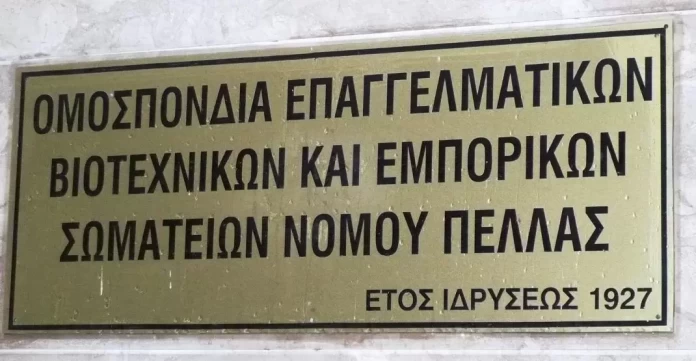 ΟΜΟΣΠΟΝΔΙΑ ΕΠΑΓΓΕΛΜΑΤΙΚΩΝ
ΒΙΟΤΕΧΝΙΚΩΝ ΚΑΙ ΕΜΠΟΡΙΚΩΝ
ΣΩΜΑΤΕΙΩΝ ΝΟΜΟΥ ΠΕΛΛΑΣ
ΕΤΟΣ ΙΔΡΥΣΕΩΣ 1927